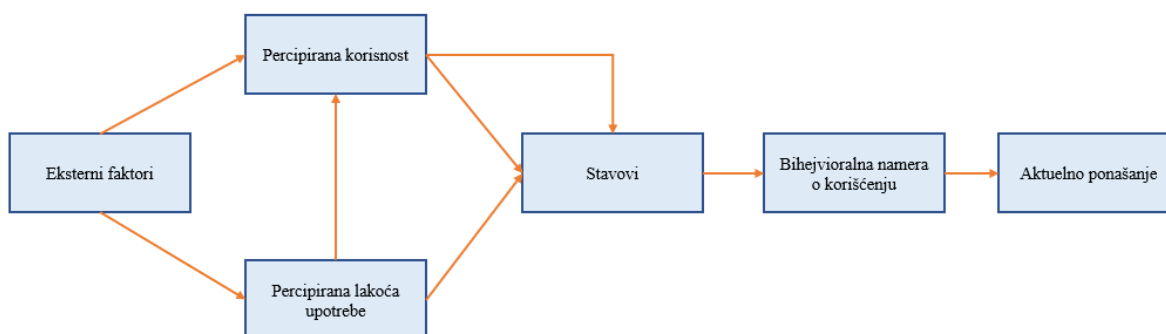 Percipirana korisnost
Eksterni faktori
Stavovi
Bihejvioralna namera
o korišćenju
Aktuelno ponašanje
Percipirana lakoća
upotrebe